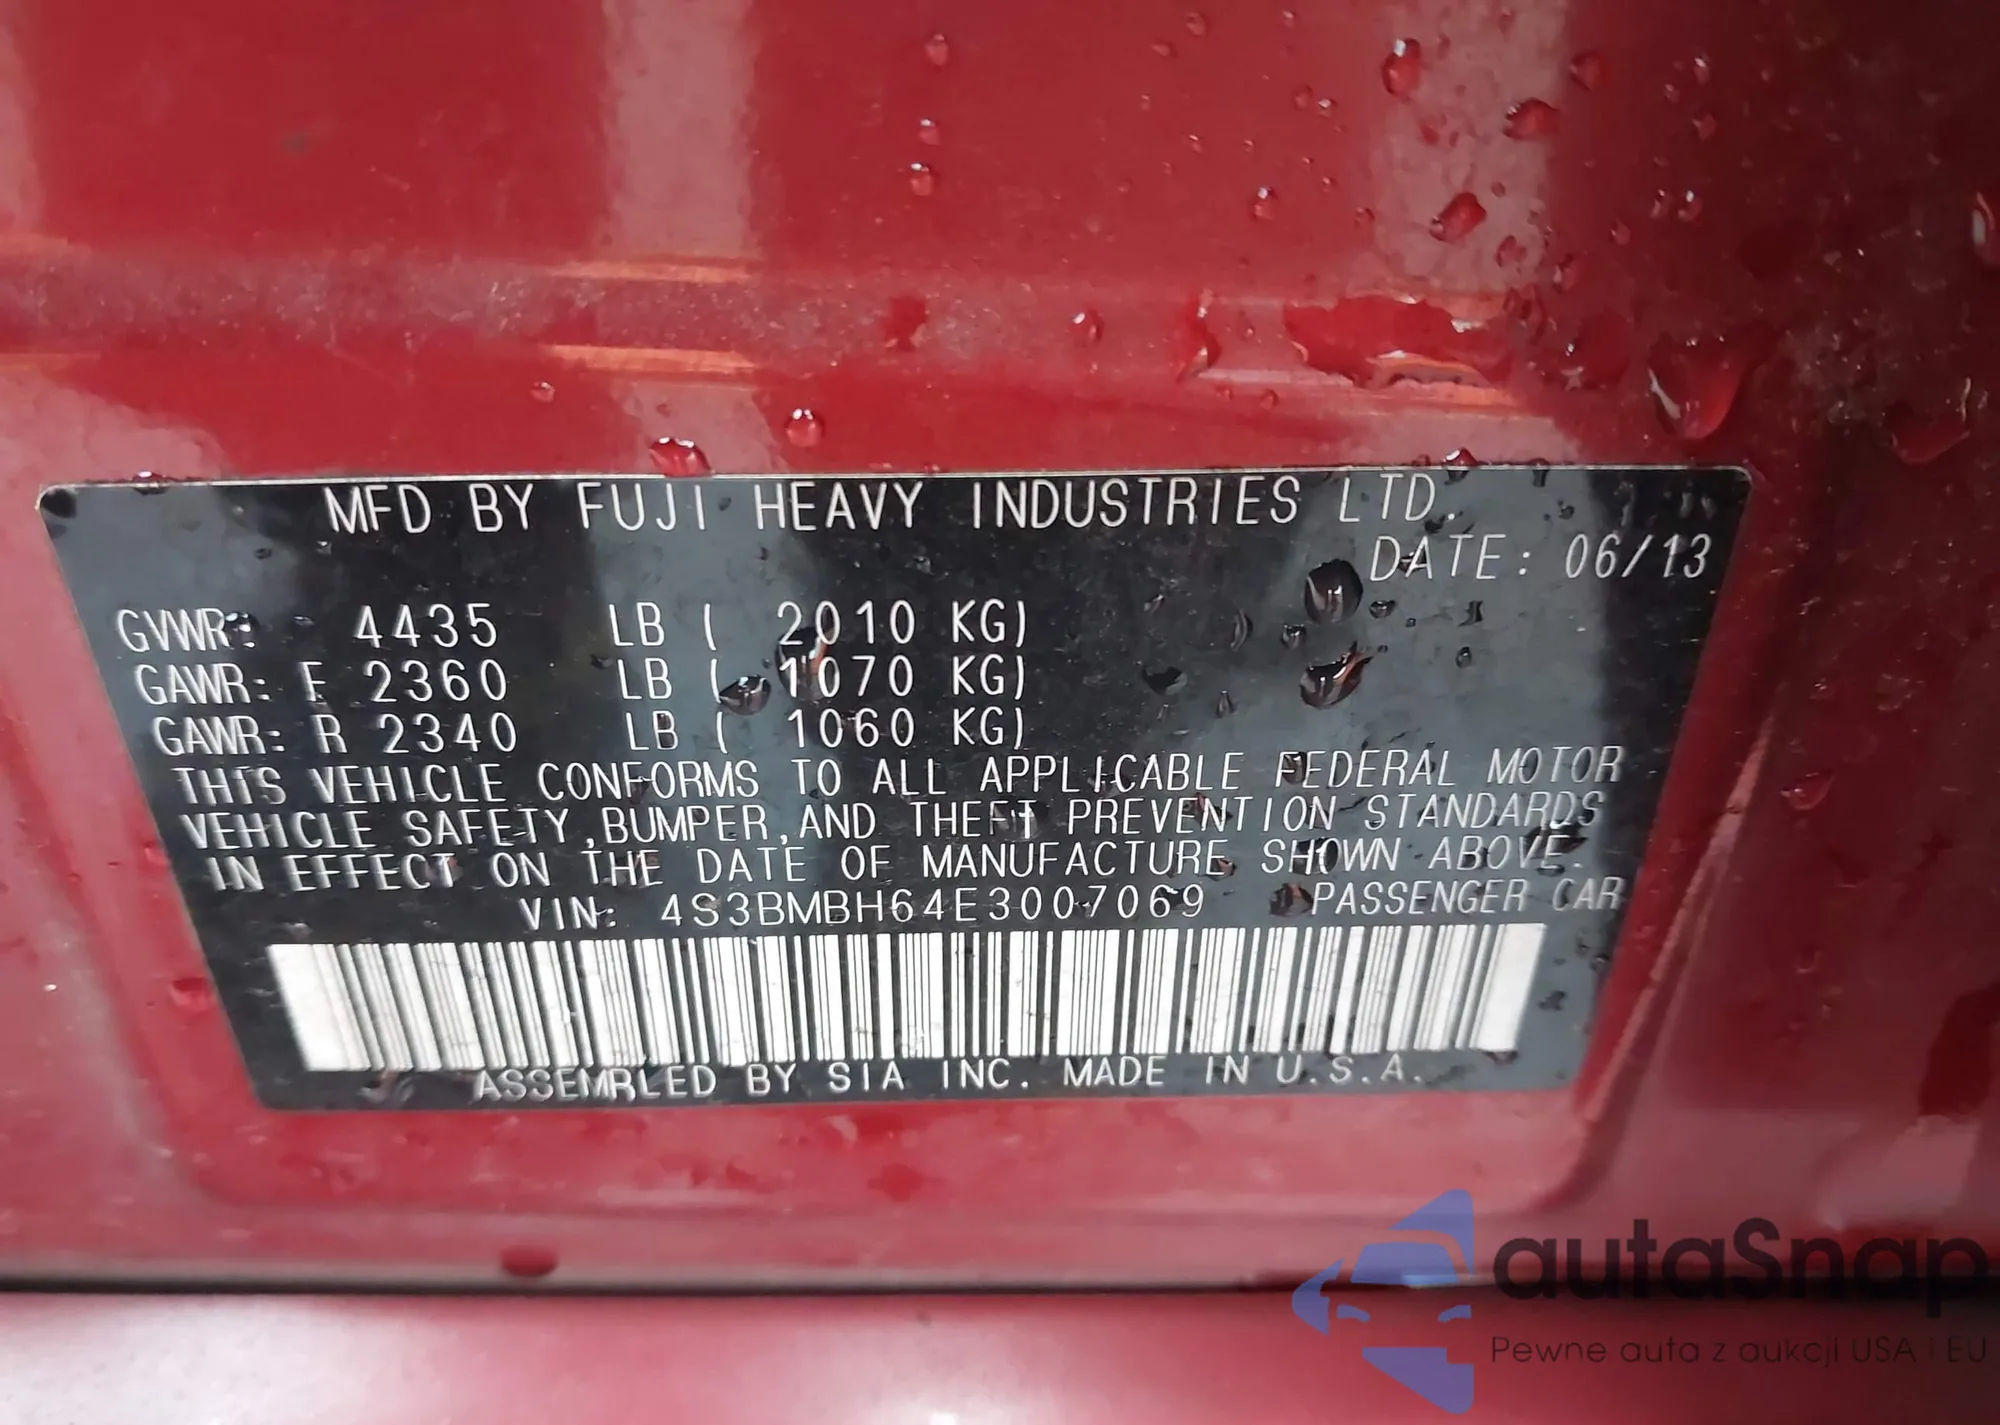 MFD BY FUJI HEAVY INDUSTRIES LTD.
DATE: 06/13
GVWR: 4435 LB ( 2010 KG)
GAWR: F 2360 LB ( 1070 KG)
GAWR: R 2340 LB ( 1060 KG)
THIS VEHICLE CONFORMS TO ALL APPLICABLE FEDERAL MOTOR
VEHICLE SAFETY,BUMPER,AND THEFT PREVENTION STANDARDS
IN EFFECT ON THE DATE OF MANUFACTURE SHOWN ABOVE.
VIN: 4S3BMBH64E3007069 PASSENGER CAR
ASSEMBLED BY SIA INC. MADE IN U.S.A.
autaSnap
Pewne auta z aukcji USA i EU